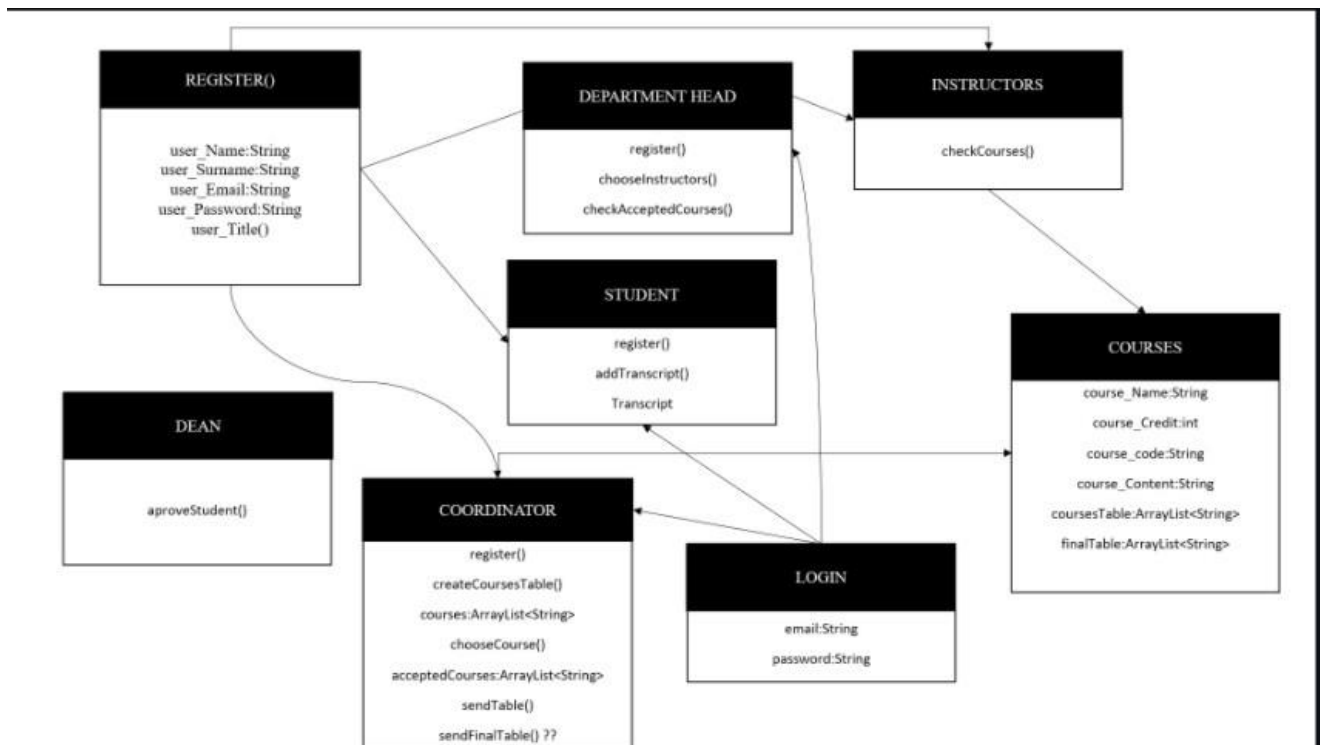 REGISTER()
user_Name:String
user_Surname:String
user_Email:String
user_Password:String
user_Title()
DEPARTMENT HEAD
register()
chooseInstructors()
checkAcceptedCourses()
INSTRUCTORS
checkCourses()
STUDENT
register()
addTranscript()
Transcript
COURSES
course_Name:String
course_Credit:int
course_code:String
course_Content:String
coursesTable:ArrayList<String>
finalTable:ArrayList<String>
DEAN
aproveStudent()
COORDINATOR
register()
createCoursesTable()
courses:ArrayList<String>
chooseCourse()
acceptedCourses:ArrayList<String>
sendTable()
sendFinalTable() ??
LOGIN
email:String
password:String